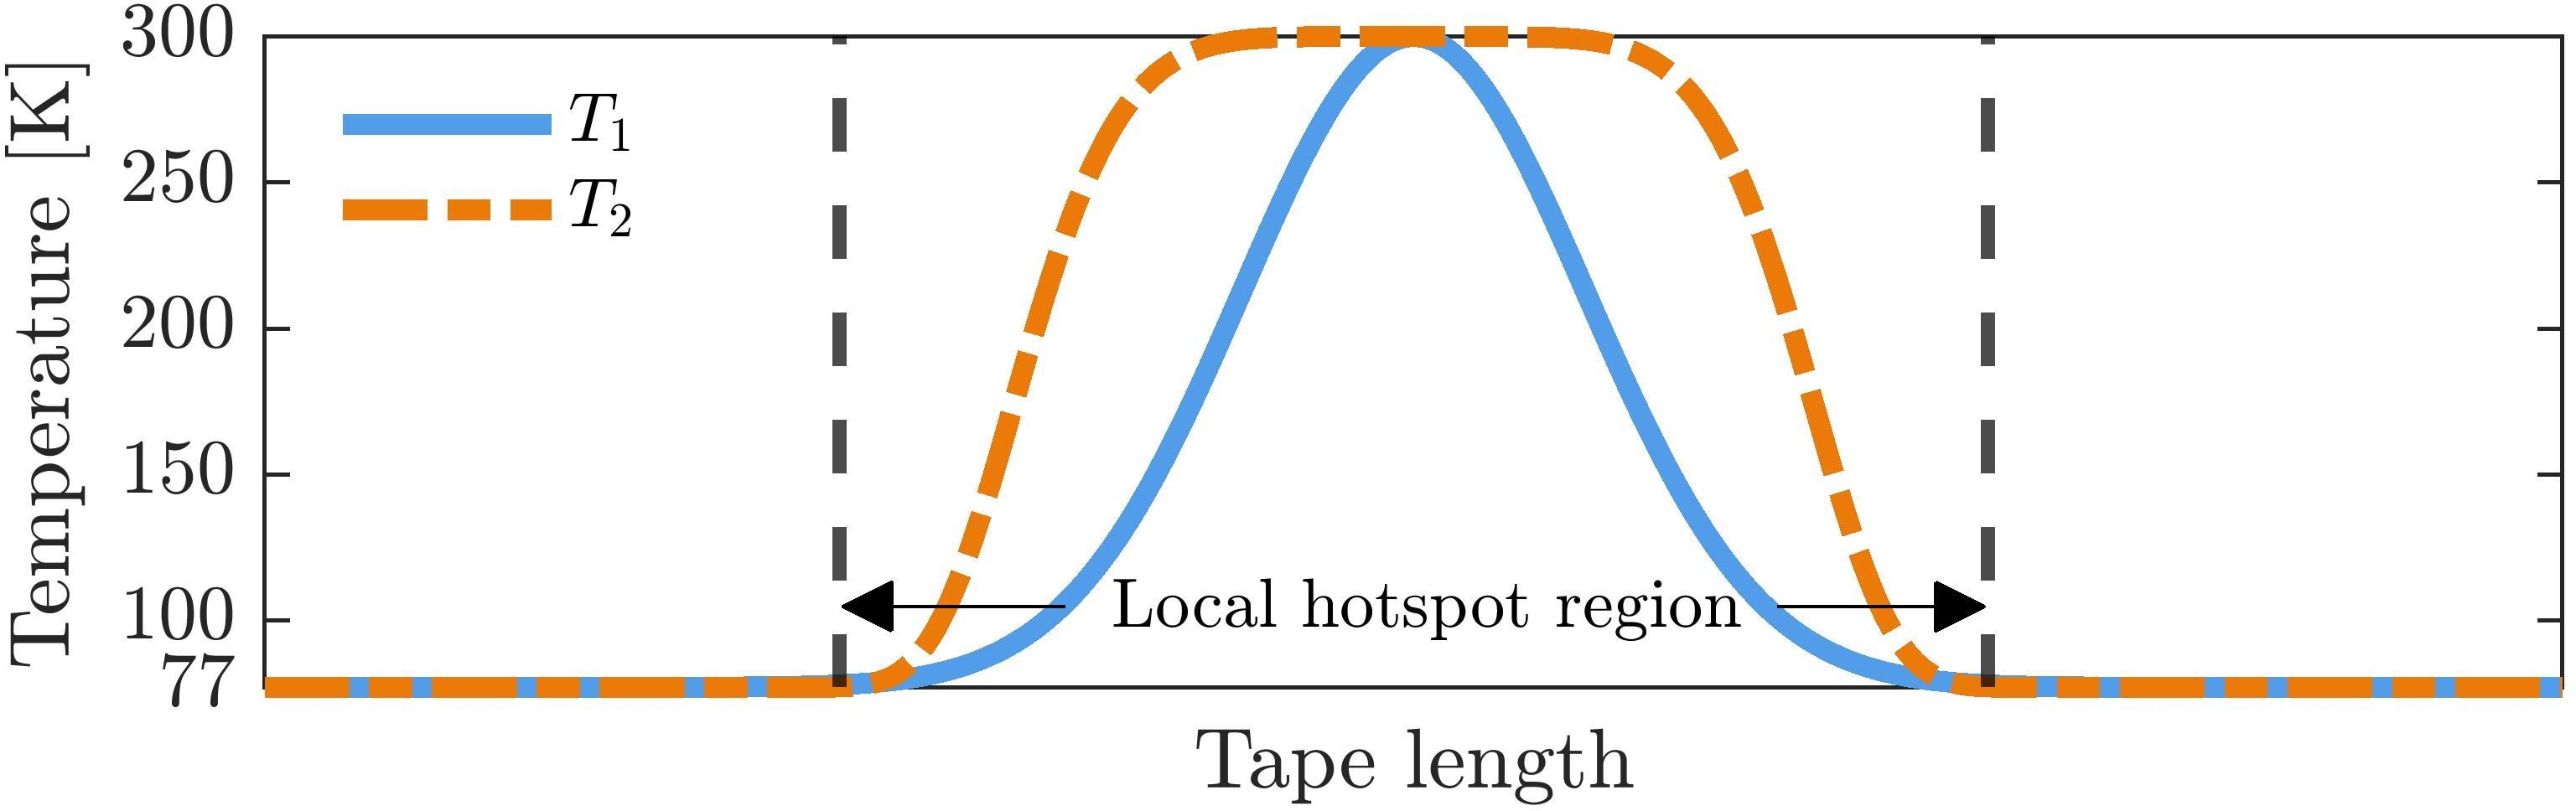 Temperature [K]
300
250
200
150
100
77
T₁
T₂
Local hotspot region
Tape length